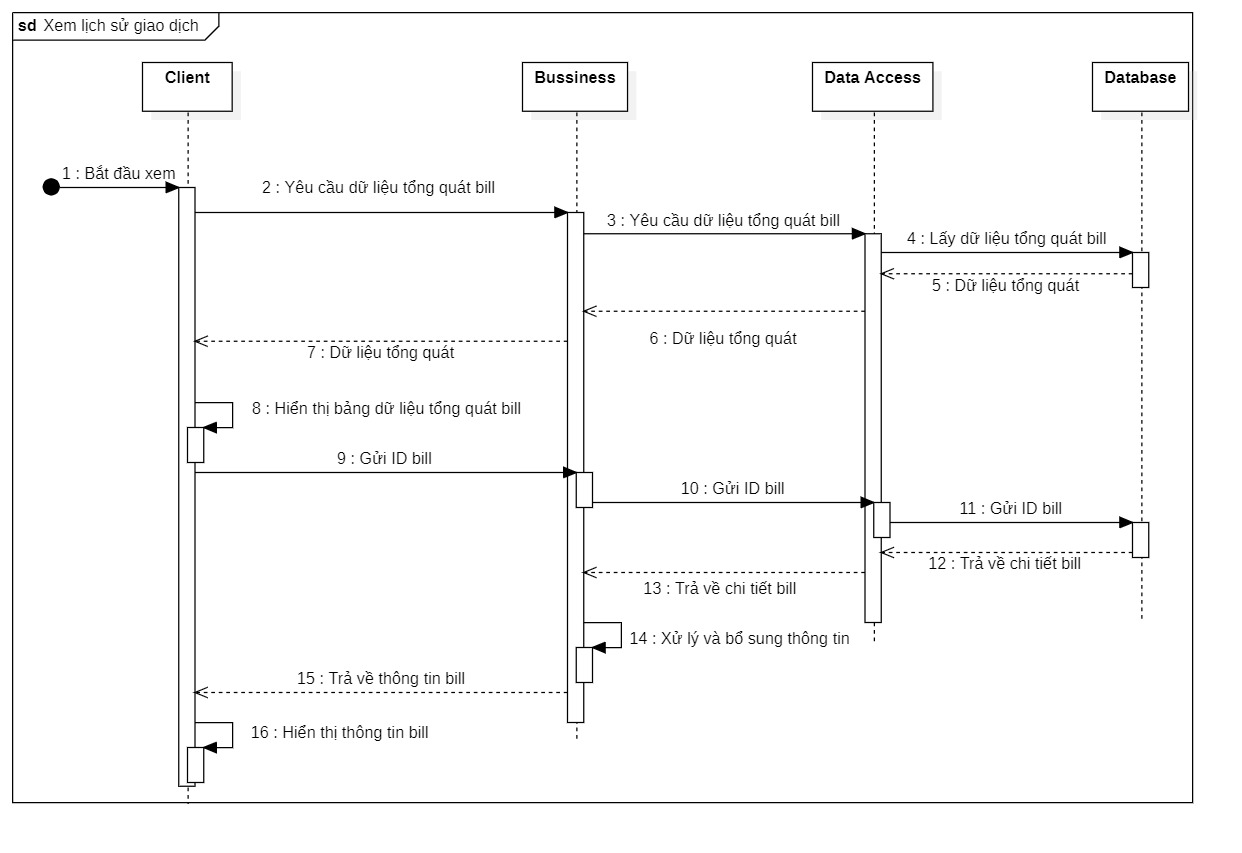 sd Xem lịch sử giao dịch
Client
Bussiness
Data Access
Database
1 : Bắt đầu xem
2 : Yêu cầu dữ liệu tổng quát bill
3 : Yêu cầu dữ liệu tổng quát bill
4 : Lấy dữ liệu tổng quát bill
5 : Dữ liệu tổng quát
6 : Dữ liệu tổng quát
7 : Dữ liệu tổng quát
8 : Hiển thị bảng dữ liệu tổng quát bill
9 : Gửi ID bill
10 : Gửi ID bill
11 : Gửi ID bill
12 : Trả về chi tiết bill
13 : Trả về chi tiết bill
14 : Xử lý và bổ sung thông tin
15 : Trả về thông tin bill
16 : Hiển thị thông tin bill